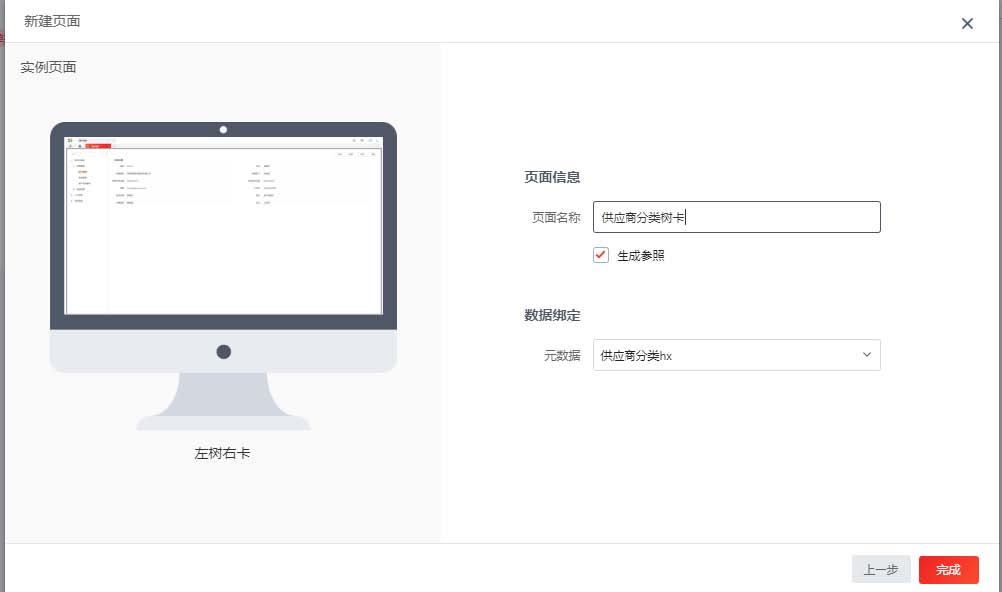 新建页面
实例页面
左树右卡
页面信息
页面名称 供应商分类树卡
生成参照
数据绑定
元数据 供应商分类hx
上一步 完成